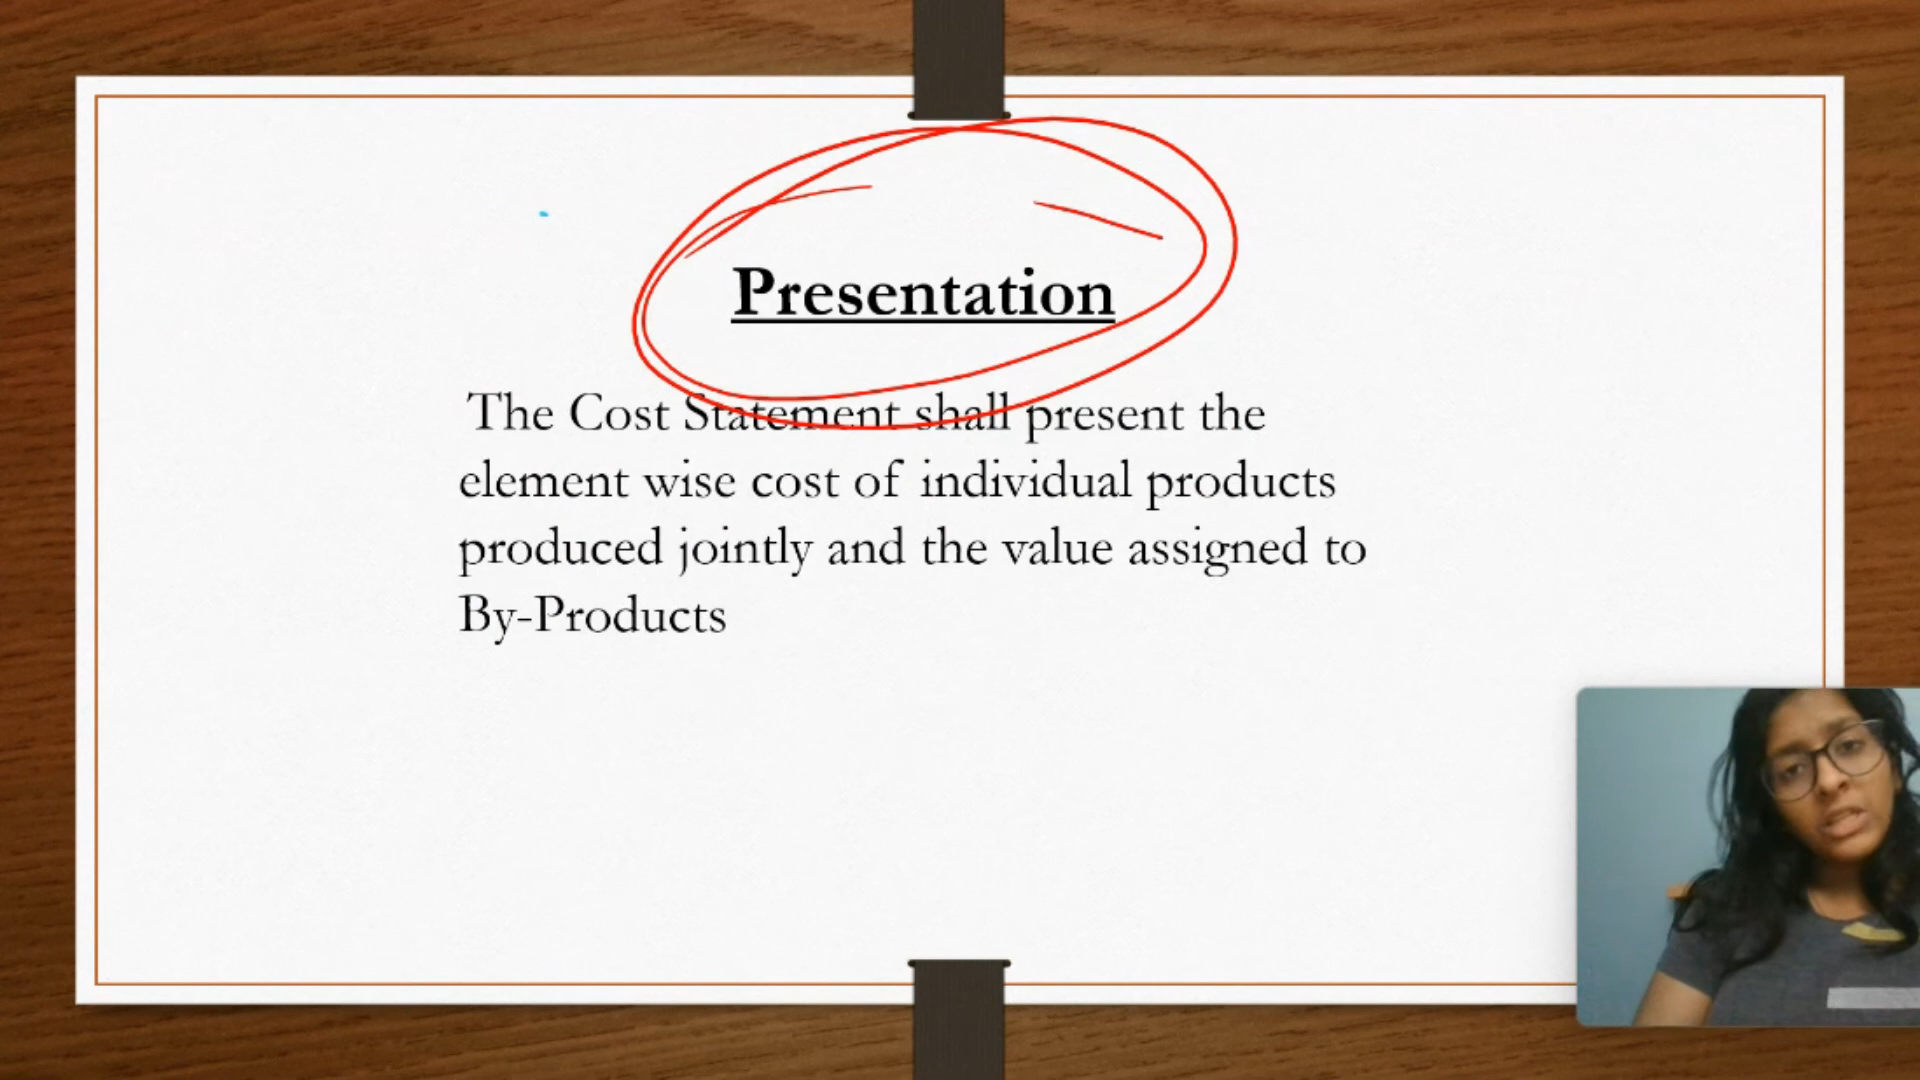 Presentation
The Cost Statement shall present the
element wise cost of individual products
produced jointly and the value assigned to
By-Products